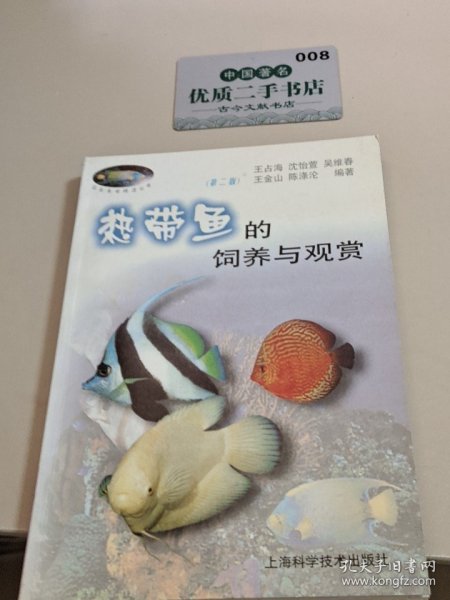 008
中国著名
优质二手书店
古今文献书店
王占海 沈怡萱 吴维春
(第二版) 王金山 陈涤沦 编著
热带鱼的
饲养与观赏
上海科学技术出版社
孔夫子旧书网
www.kongfz.com